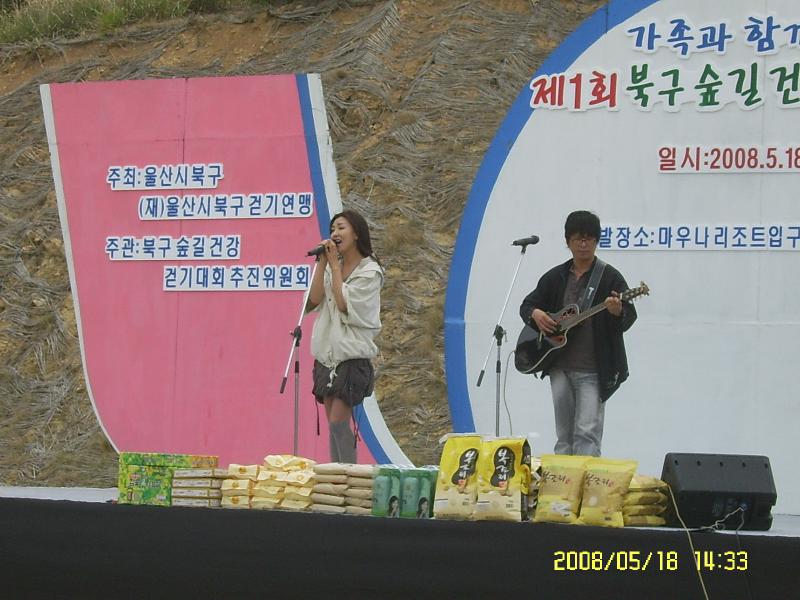 가족과 함께
제1회 북구 숲길 건
일시:2008.5.18
발장소:마우나리조트입구
주최:울산시북구
(재)울산시북구걷기연맹
주관:북구 숲길건강
걷기대회 추진위원회
2008/05/18 14:33